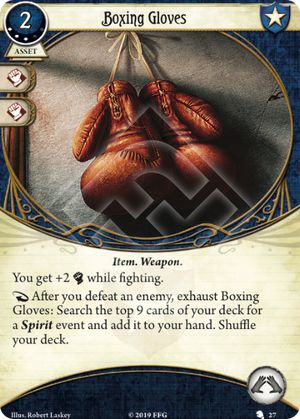 Boxing Gloves
2
ASSET
Item. Weapon.
You get +2 while fighting.
After you defeat an enemy, exhaust Boxing
Gloves: Search the top 9 cards of your deck for
a Spirit event and add it to your hand. Shuffle
your deck.
Illus. Robert Laskey © 2019 FFG 27